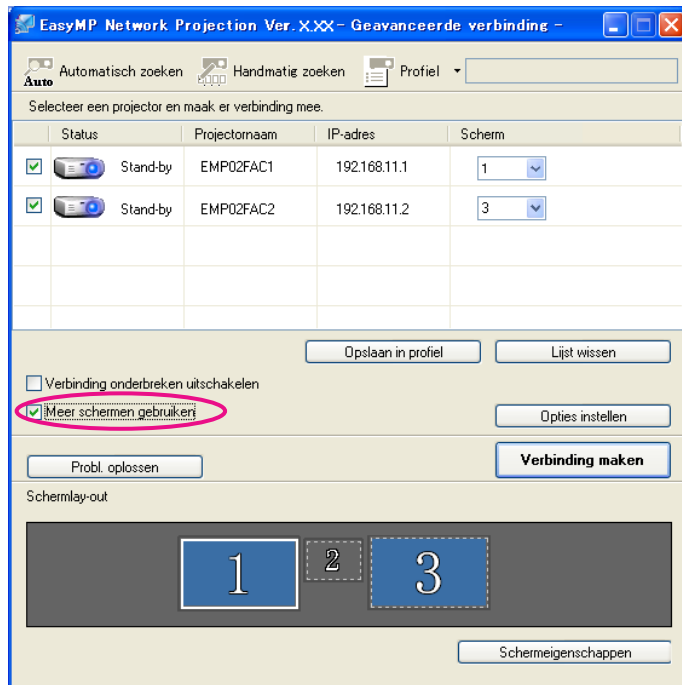 EasyMP Network Projection Ver. X.XX - Geavanceerde verbinding -
Auto Automatisch zoeken Handmatig zoeken Profiel
Selecteer een projector en maak er verbinding mee.
Status Projectornaam IP-adres Scherm
Stand-by EMP02FAC1 192.168.11.1 1
Stand-by EMP02FAC2 192.168.11.2 3
Opslaan in profiel Lijst wissen
Verbinding onderbreken uitschakelen
Meer schermen gebruiken
Opties instellen
Probl. oplossen Verbinding maken
Schermlay-out
1 2 3
Schermeigenschappen